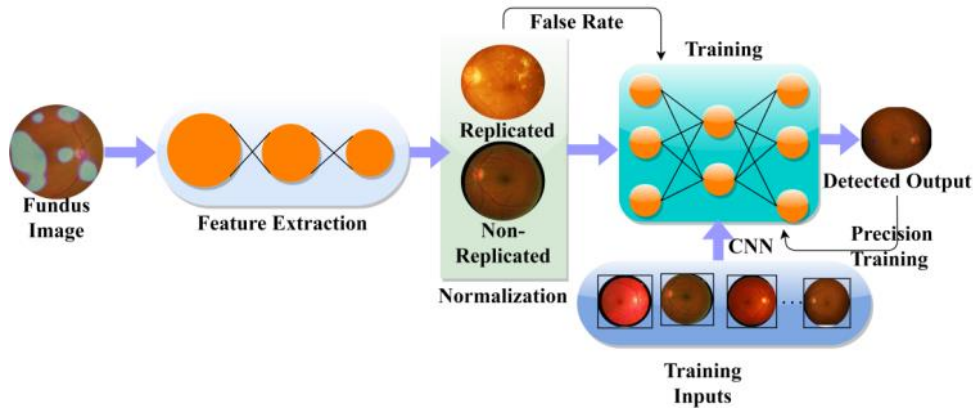 False Rate
Training
Replicated
Fundus
Image
Feature Extraction
Non-
Replicated
Normalization
Detected Output
CNN
Precision
Training
Training
Inputs